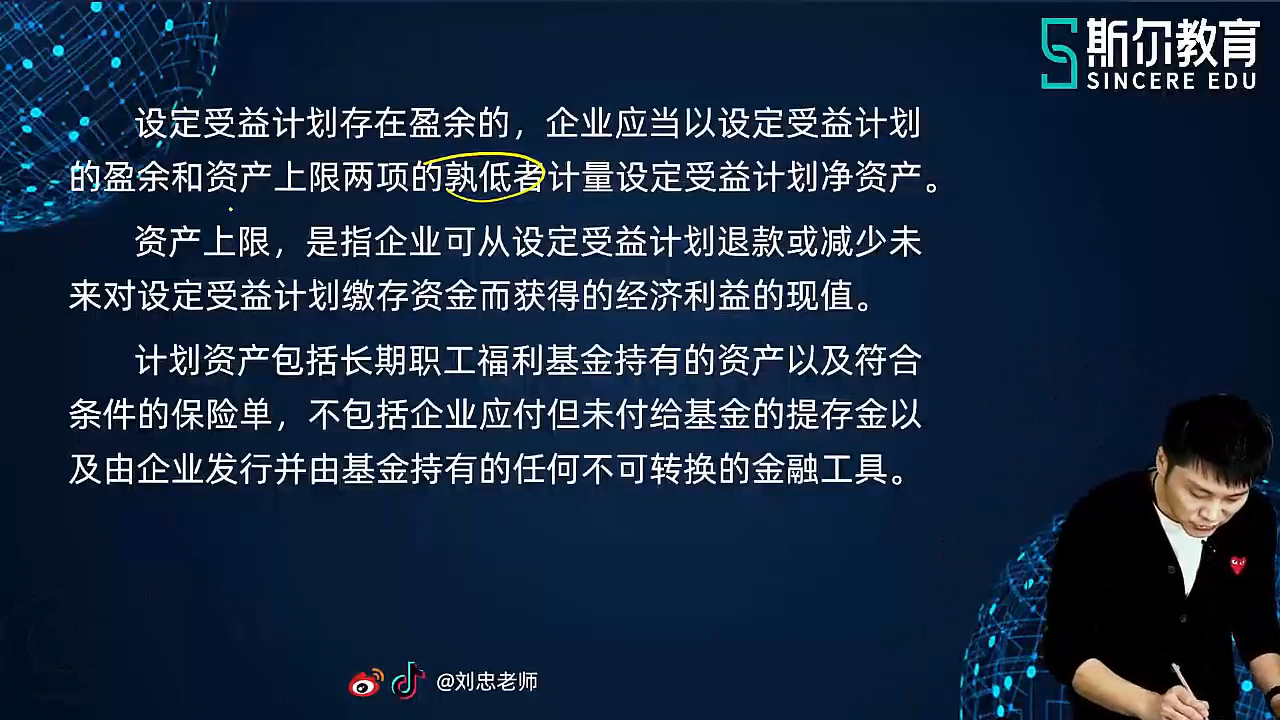 斯尔教育
SINCERE EDU
设定受益计划存在盈余的，企业应当以设定受益计划
的盈余和资产上限两项的孰低者计量设定受益计划净资产。
资产上限，是指企业可从设定受益计划退款或减少未
来对设定受益计划缴存资金而获得的经济利益的现值。
计划资产包括长期职工福利基金持有的资产以及符合
条件的保险单，不包括企业应付但未付给基金的提存金以
及由企业发行并由基金持有的任何不可转换的金融工具。
@刘忠老师